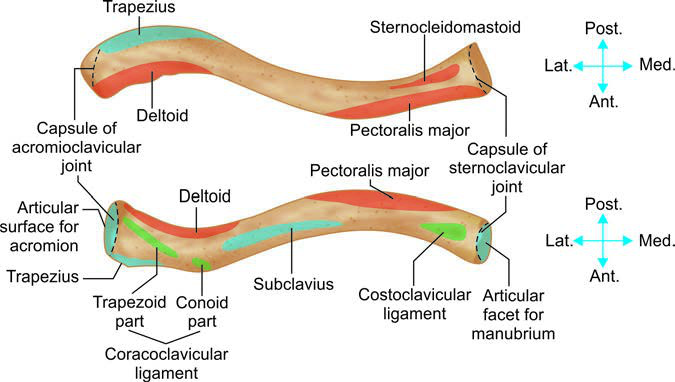 Trapezius
Sternocleidomastoid
Post.
Lat.
Med.
Ant.
Deltoid
Pectoralis major
Capsule of
acromioclavicular
joint
Capsule of
sternoclavicular
joint
Pectoralis major
Deltoid
Articular
surface for
acromion
Post.
Lat.
Med.
Ant.
Trapezius
Subclavius
Trapezoid
part
Conoid
part
Costoclavicular
ligament
Articular
facet for
manubrium
Coracoclavicular
ligament